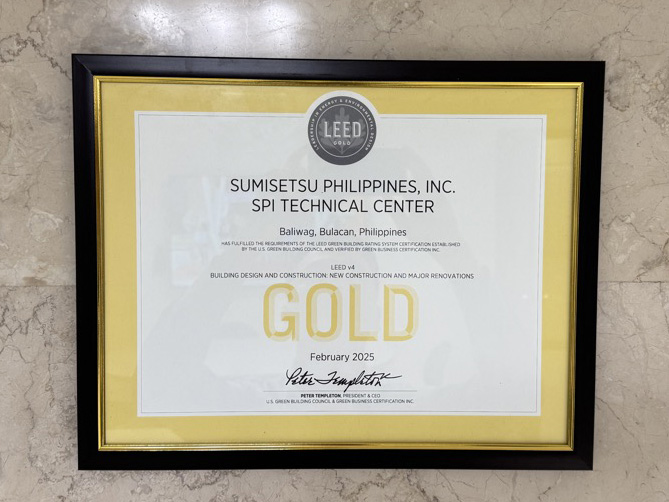 LEADERSHIP IN ENERGY & ENVIRONMENTAL DESIGN
LEED
GOLD
SUMISETSU PHILIPPINES, INC.
SPI TECHNICAL CENTER
Baliwag, Bulacan, Philippines
HAS FULFILLED THE REQUIREMENTS OF THE LEED GREEN BUILDING RATING SYSTEM CERTIFICATION ESTABLISHED
BY THE U.S. GREEN BUILDING COUNCIL AND VERIFIED BY GREEN BUSINESS CERTIFICATION INC.
LEED v4
BUILDING DESIGN AND CONSTRUCTION: NEW CONSTRUCTION AND MAJOR RENOVATIONS
GOLD
February 2025
Peter Templeton
PETER TEMPLETON, PRESIDENT & CEO
U.S. GREEN BUILDING COUNCIL & GREEN BUSINESS CERTIFICATION INC.